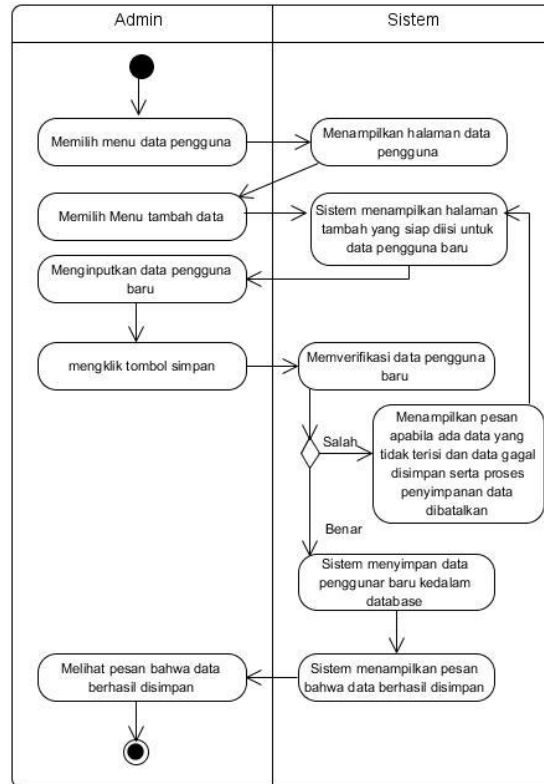 Admin
Sistem
Memilih menu data pengguna
Menampilkan halaman data
pengguna
Memilih Menu tambah data
Sistem menampilkan halaman
tambah yang siap diisi untuk
data pengguna baru
Menginputkan data pengguna
baru
mengklik tombol simpan
Memverifikasi data pengguna
baru
Salah
Menampilkan pesan
apabila ada data yang
tidak terisi dan data gagal
disimpan serta proses
penyimpanan data
dibatalkan
Benar
Sistem menyimpan data
penggunar baru kedalam
database
Sistem menampilkan pesan
bahwa data berhasil disimpan
Melihat pesan bahwa data
berhasil disimpan